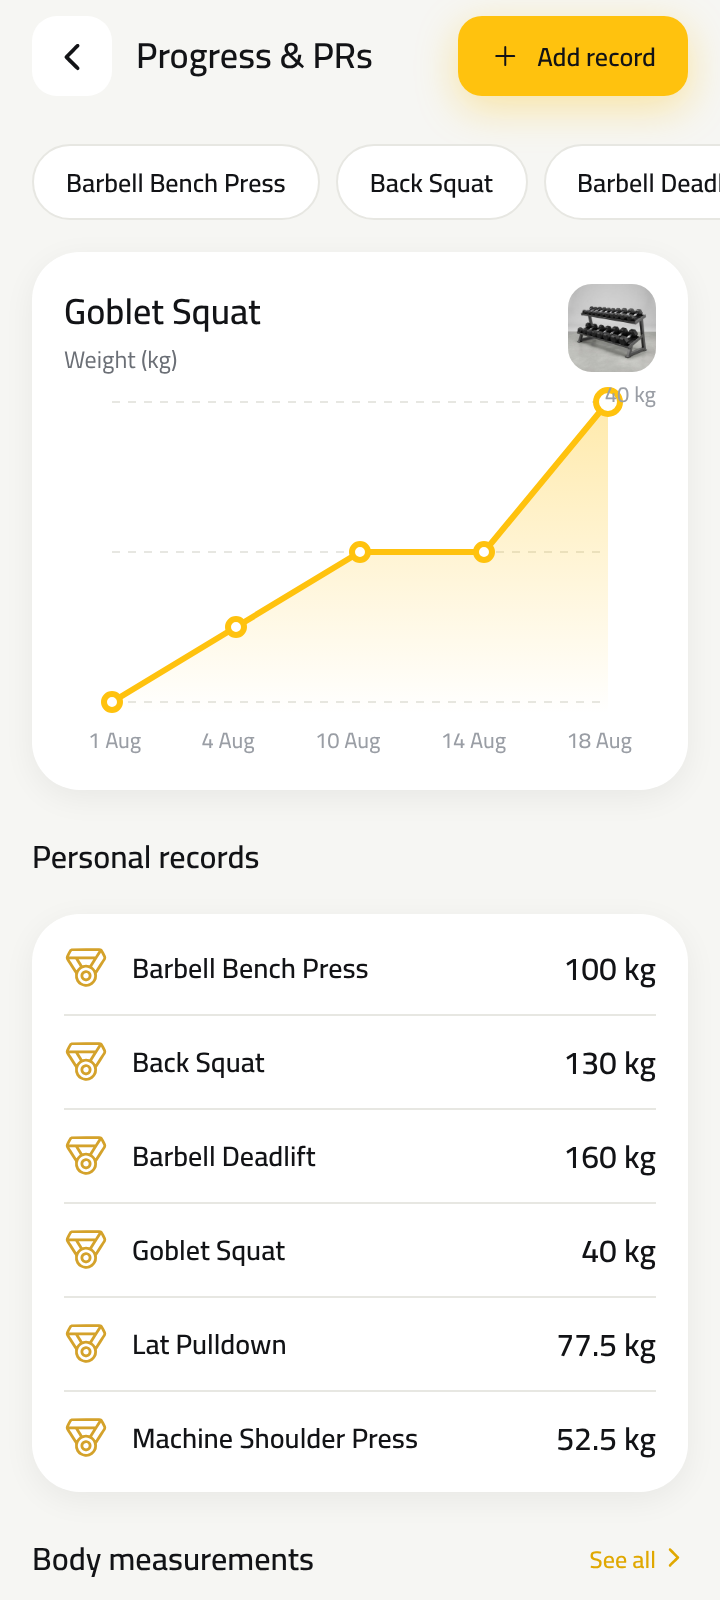 Progress & PRs
+ Add record
Barbell Bench Press
Back Squat
Barbell Deadl
Goblet Squat
Weight (kg)
40 kg
1 Aug
4 Aug
10 Aug
14 Aug
18 Aug
Personal records
Barbell Bench Press 100 kg
Back Squat 130 kg
Barbell Deadlift 160 kg
Goblet Squat 40 kg
Lat Pulldown 77.5 kg
Machine Shoulder Press 52.5 kg
Body measurements
See all